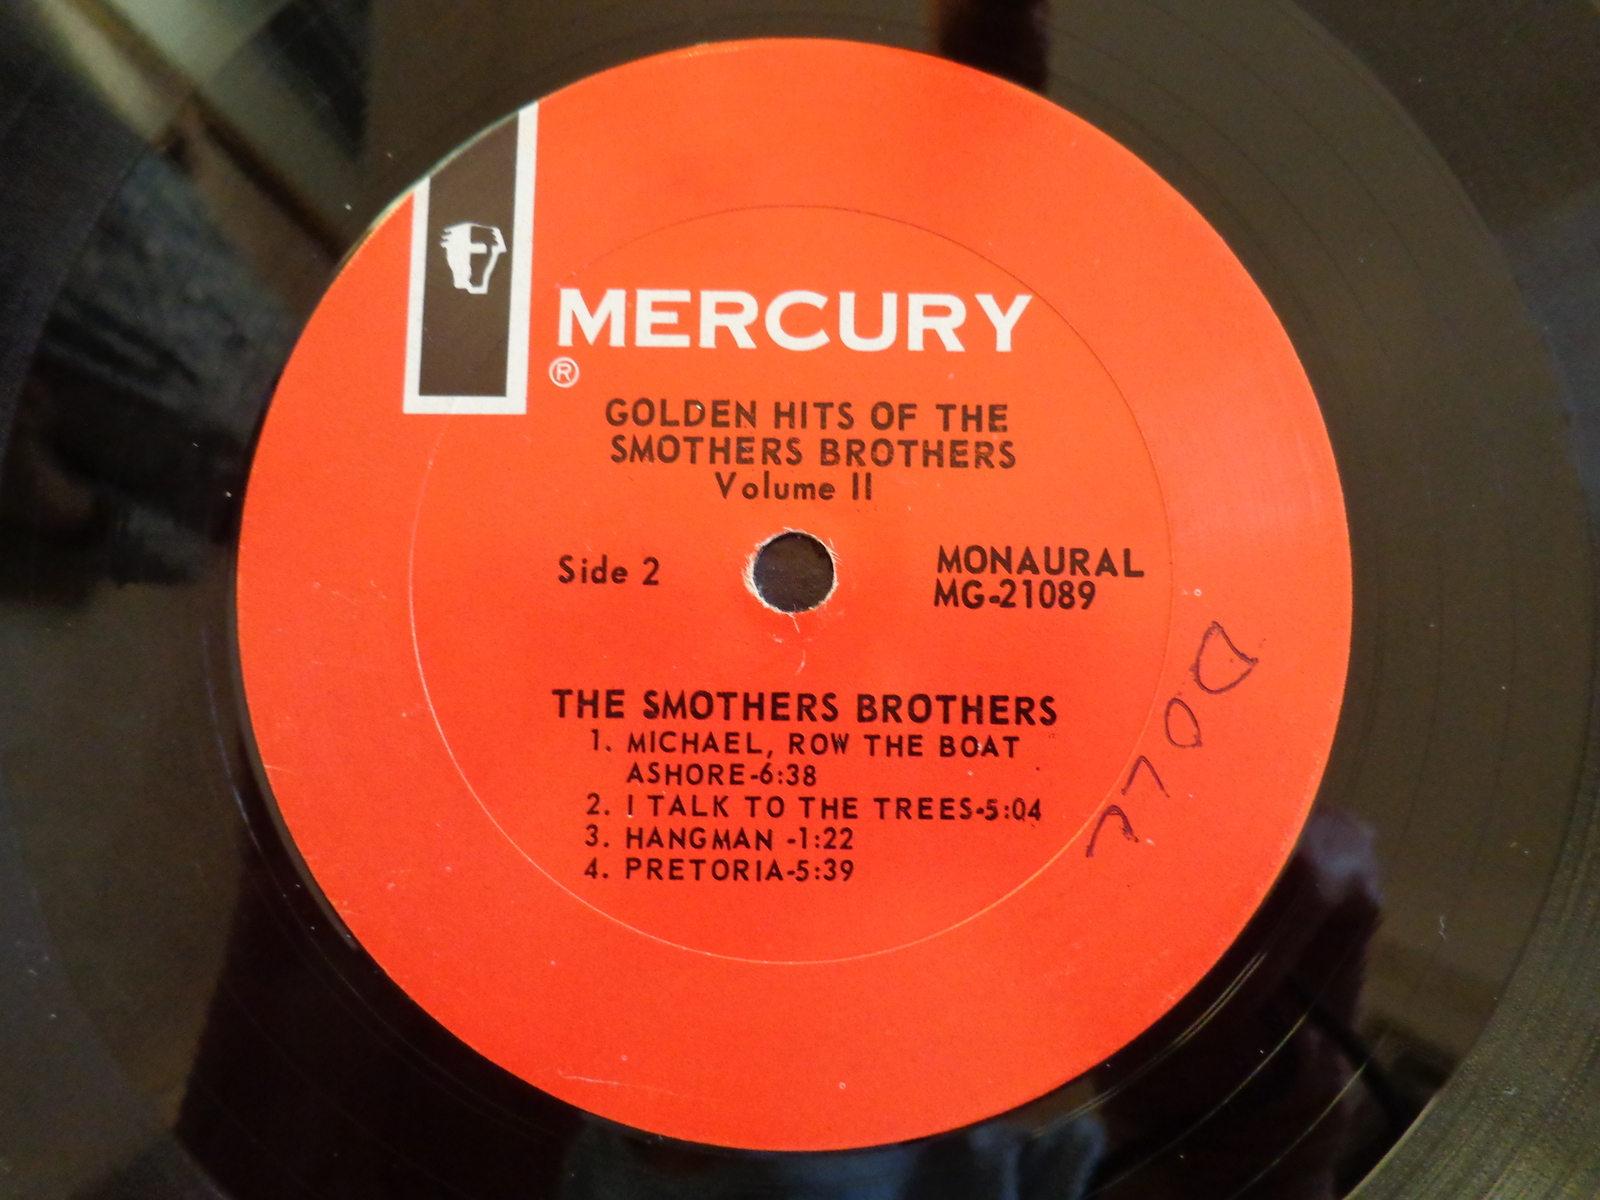 MERCURY
®
GOLDEN HITS OF THE
SMOTHERS BROTHERS
Volume II
Side 2
MONAURAL
MG-21089
THE SMOTHERS BROTHERS
1. MICHAEL, ROW THE BOAT
ASHORE-6:38
2. I TALK TO THE TREES-5:04
3. HANGMAN -1:22
4. PRETORIA-5:39